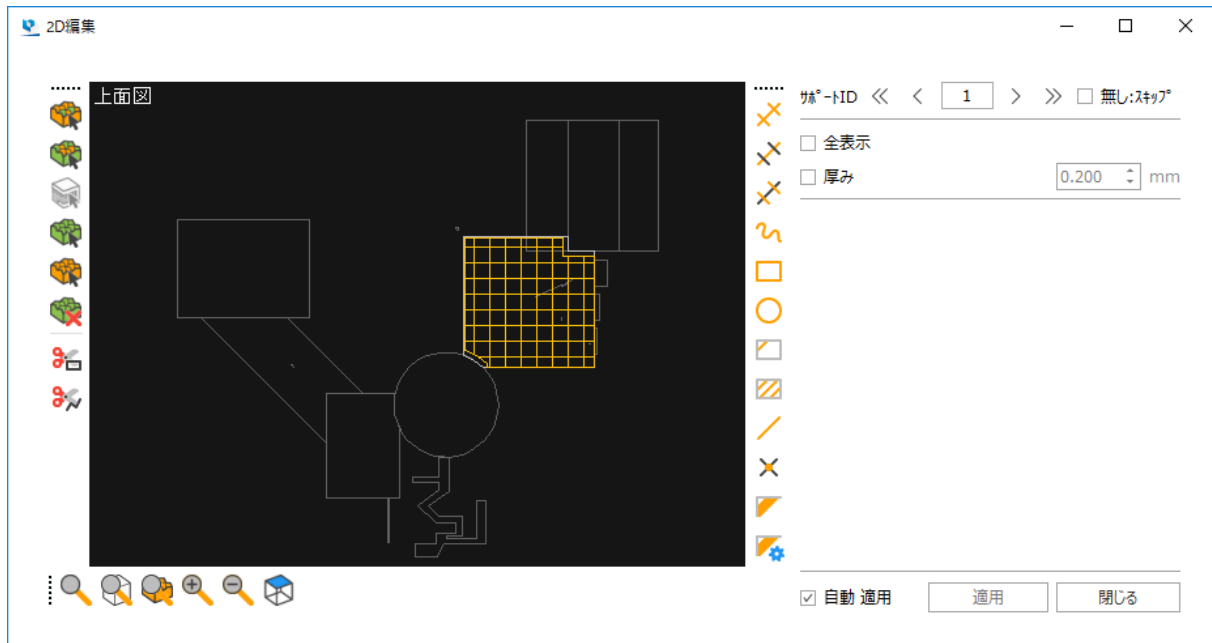 2D編集
上面図
ｻﾎﾟｰﾄID 1 無し:ｽｷｯﾌﾟ
全表示
厚み 0.200 mm
自動 適用 適用 閉じる